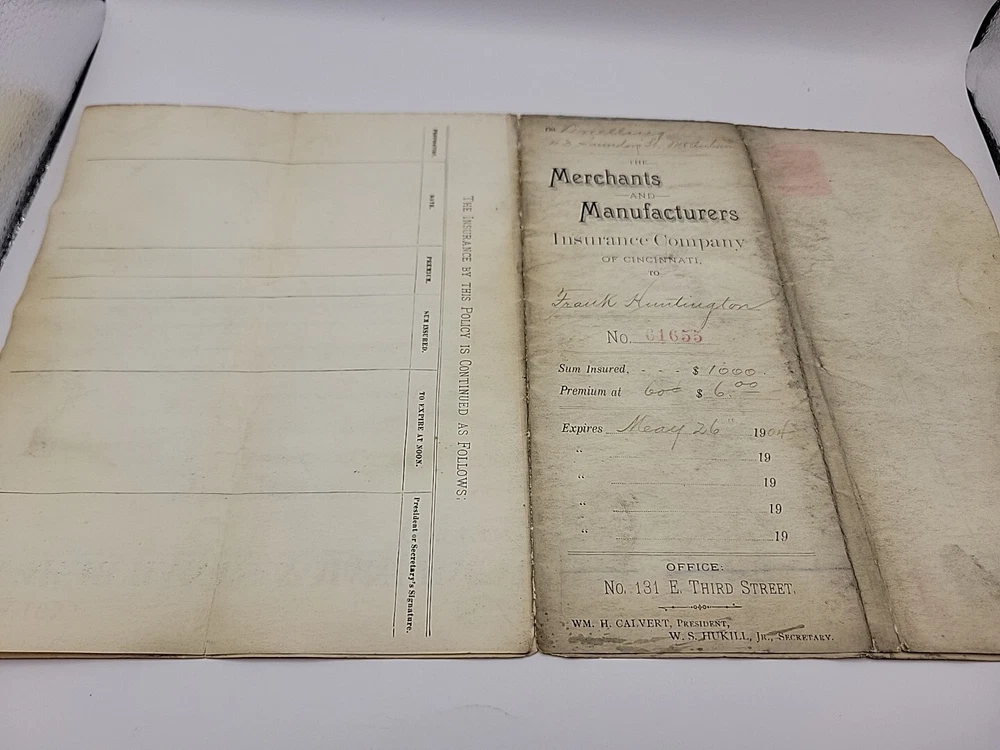 THE INSURANCE BY THIS POLICY IS CONTINUED AS FOLLOWS:
DATE.
PREMIUM.
SUM INSURED.
TO EXPIRE AT NOON.
President or Secretary's Signature.
Dwelling
THE
Merchants
AND
Manufacturers
Insurance Company
OF CINCINNATI,
TO
Frank Huntington
No. 61655
Sum Insured, - - - $ 1000.
Premium at 60¢ $ 6.00
Expires May 26" 1904
" 19
" 19
" 19
" 19
OFFICE:
No. 131 E. THIRD STREET.
WM. H. CALVERT, PRESIDENT,
W. S. HUKILL, JR., SECRETARY.